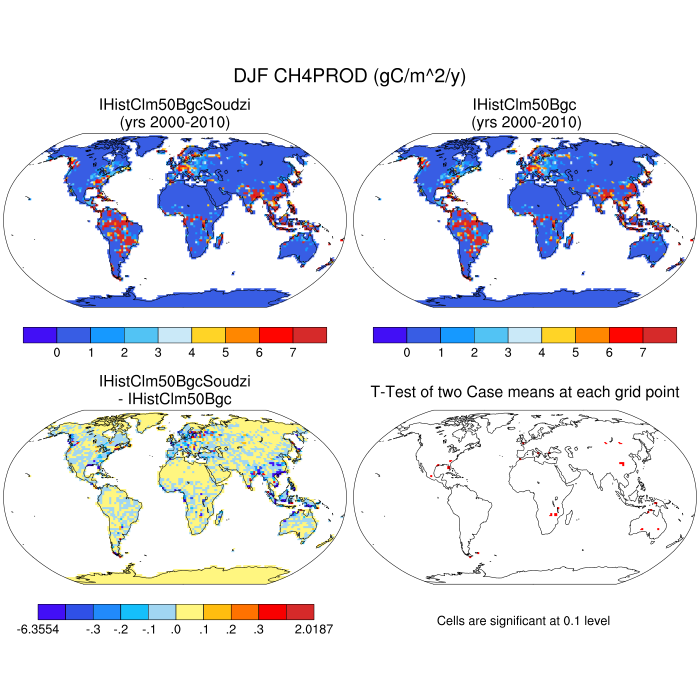 DJF CH4PROD (gC/m^2/y)
IHistClm50BgcSoudzi
(yrs 2000-2010)
IHistClm50Bgc
(yrs 2000-2010)
0 1 2 3 4 5 6 7
0 1 2 3 4 5 6 7
IHistClm50BgcSoudzi
- IHistClm50Bgc
T-Test of two Case means at each grid point
-6.3554 -.3 -.2 -.1 .0 .1 .2 .3 2.0187
Cells are significant at 0.1 level